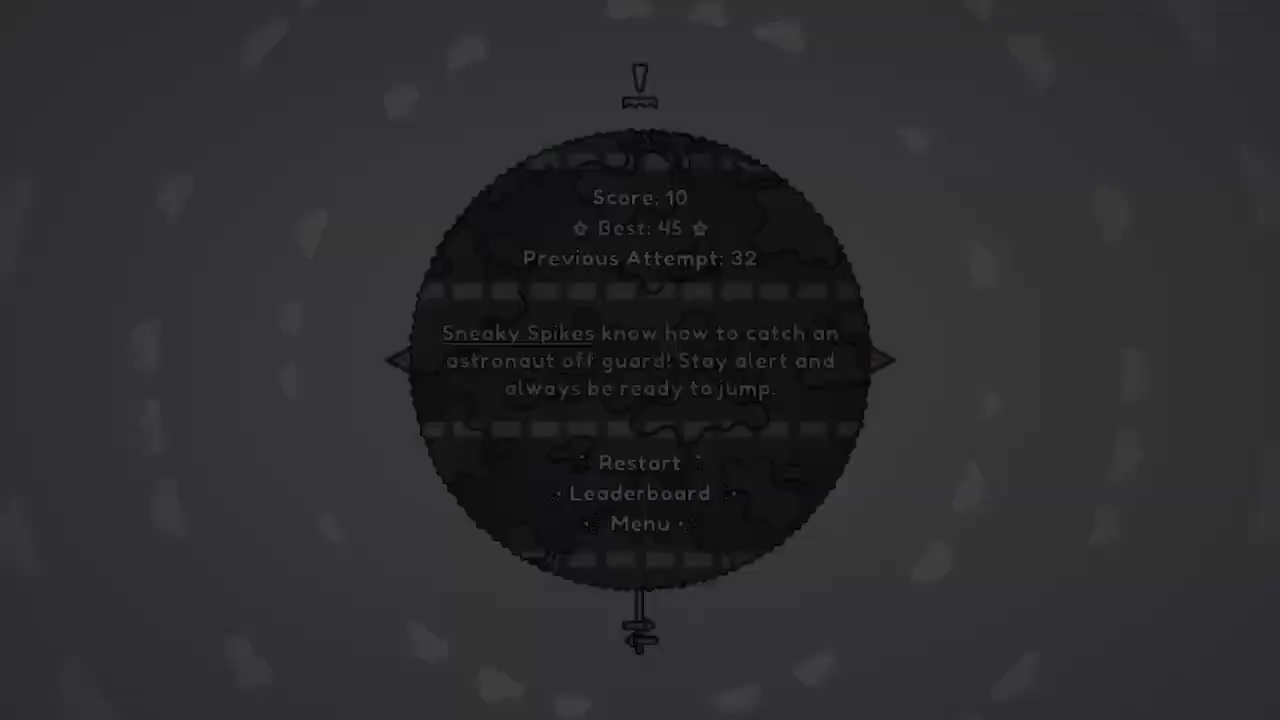 Score: 10
Best: 45
Previous Attempt: 32
Sneaky Spikes know how to catch an
astronaut off guard! Stay alert and
always be ready to jump.
Restart
Leaderboard
Menu